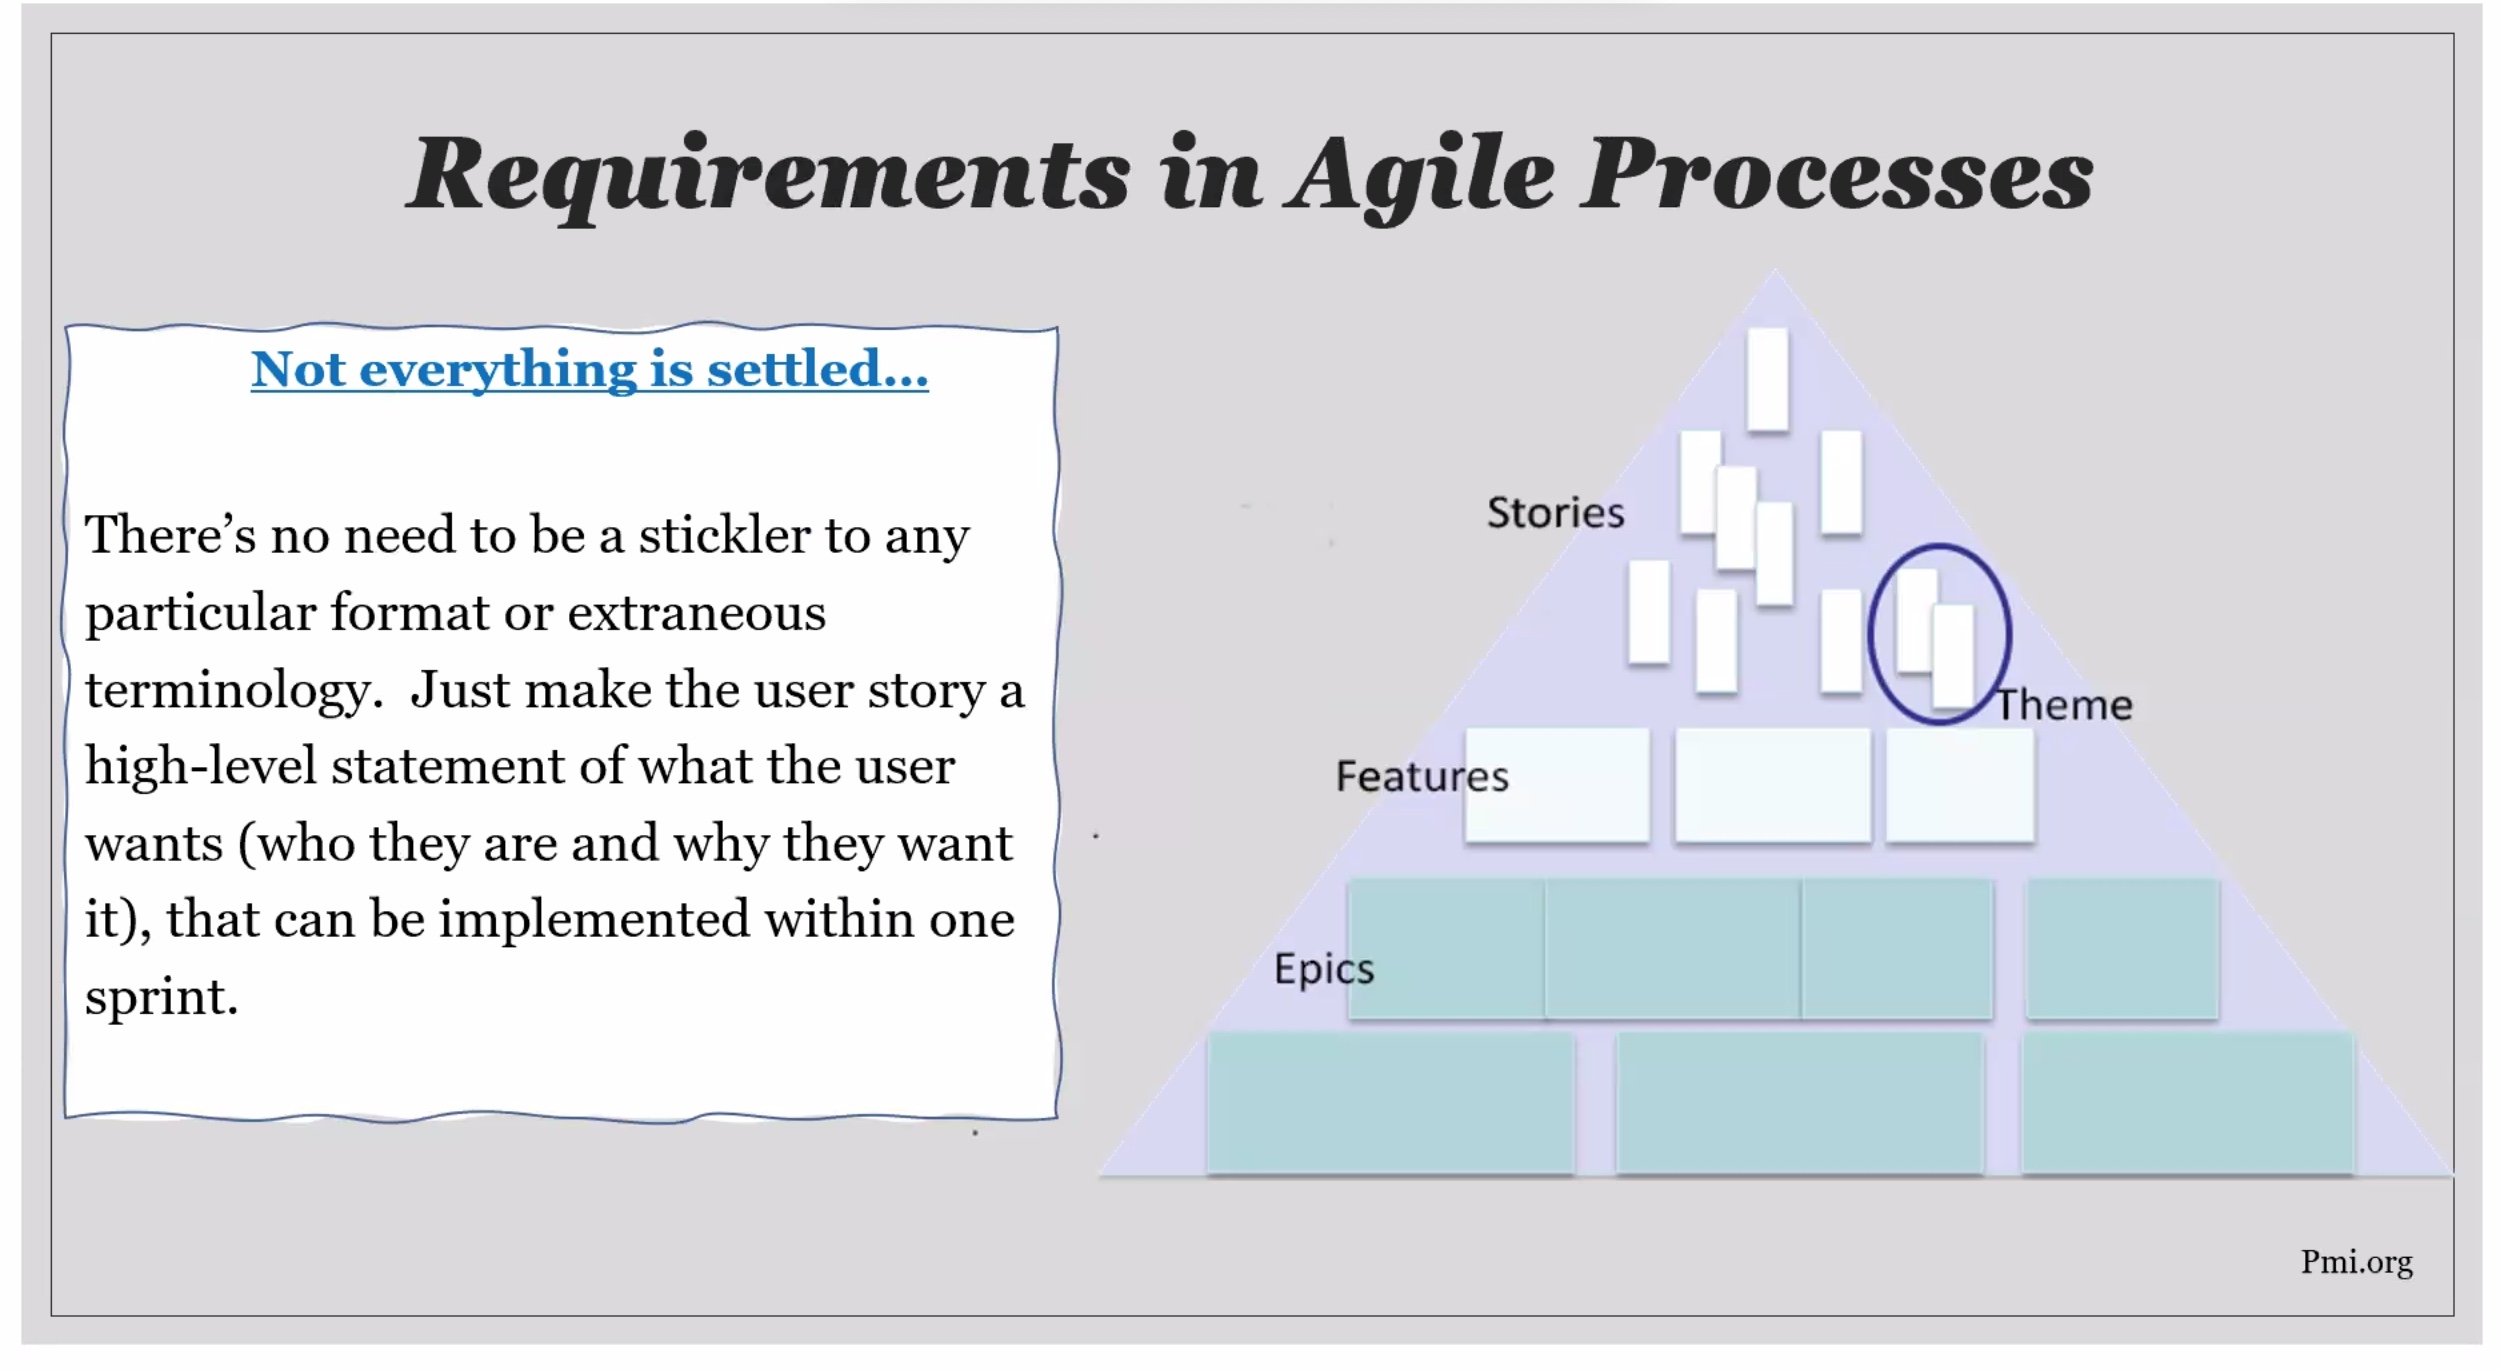 Requirements in Agile Processes
Not everything is settled...
There’s no need to be a stickler to any
particular format or extraneous
terminology.  Just make the user story a
high-level statement of what the user
wants (who they are and why they want
it), that can be implemented within one
sprint.
Stories
Theme
Features
Epics
Pmi.org